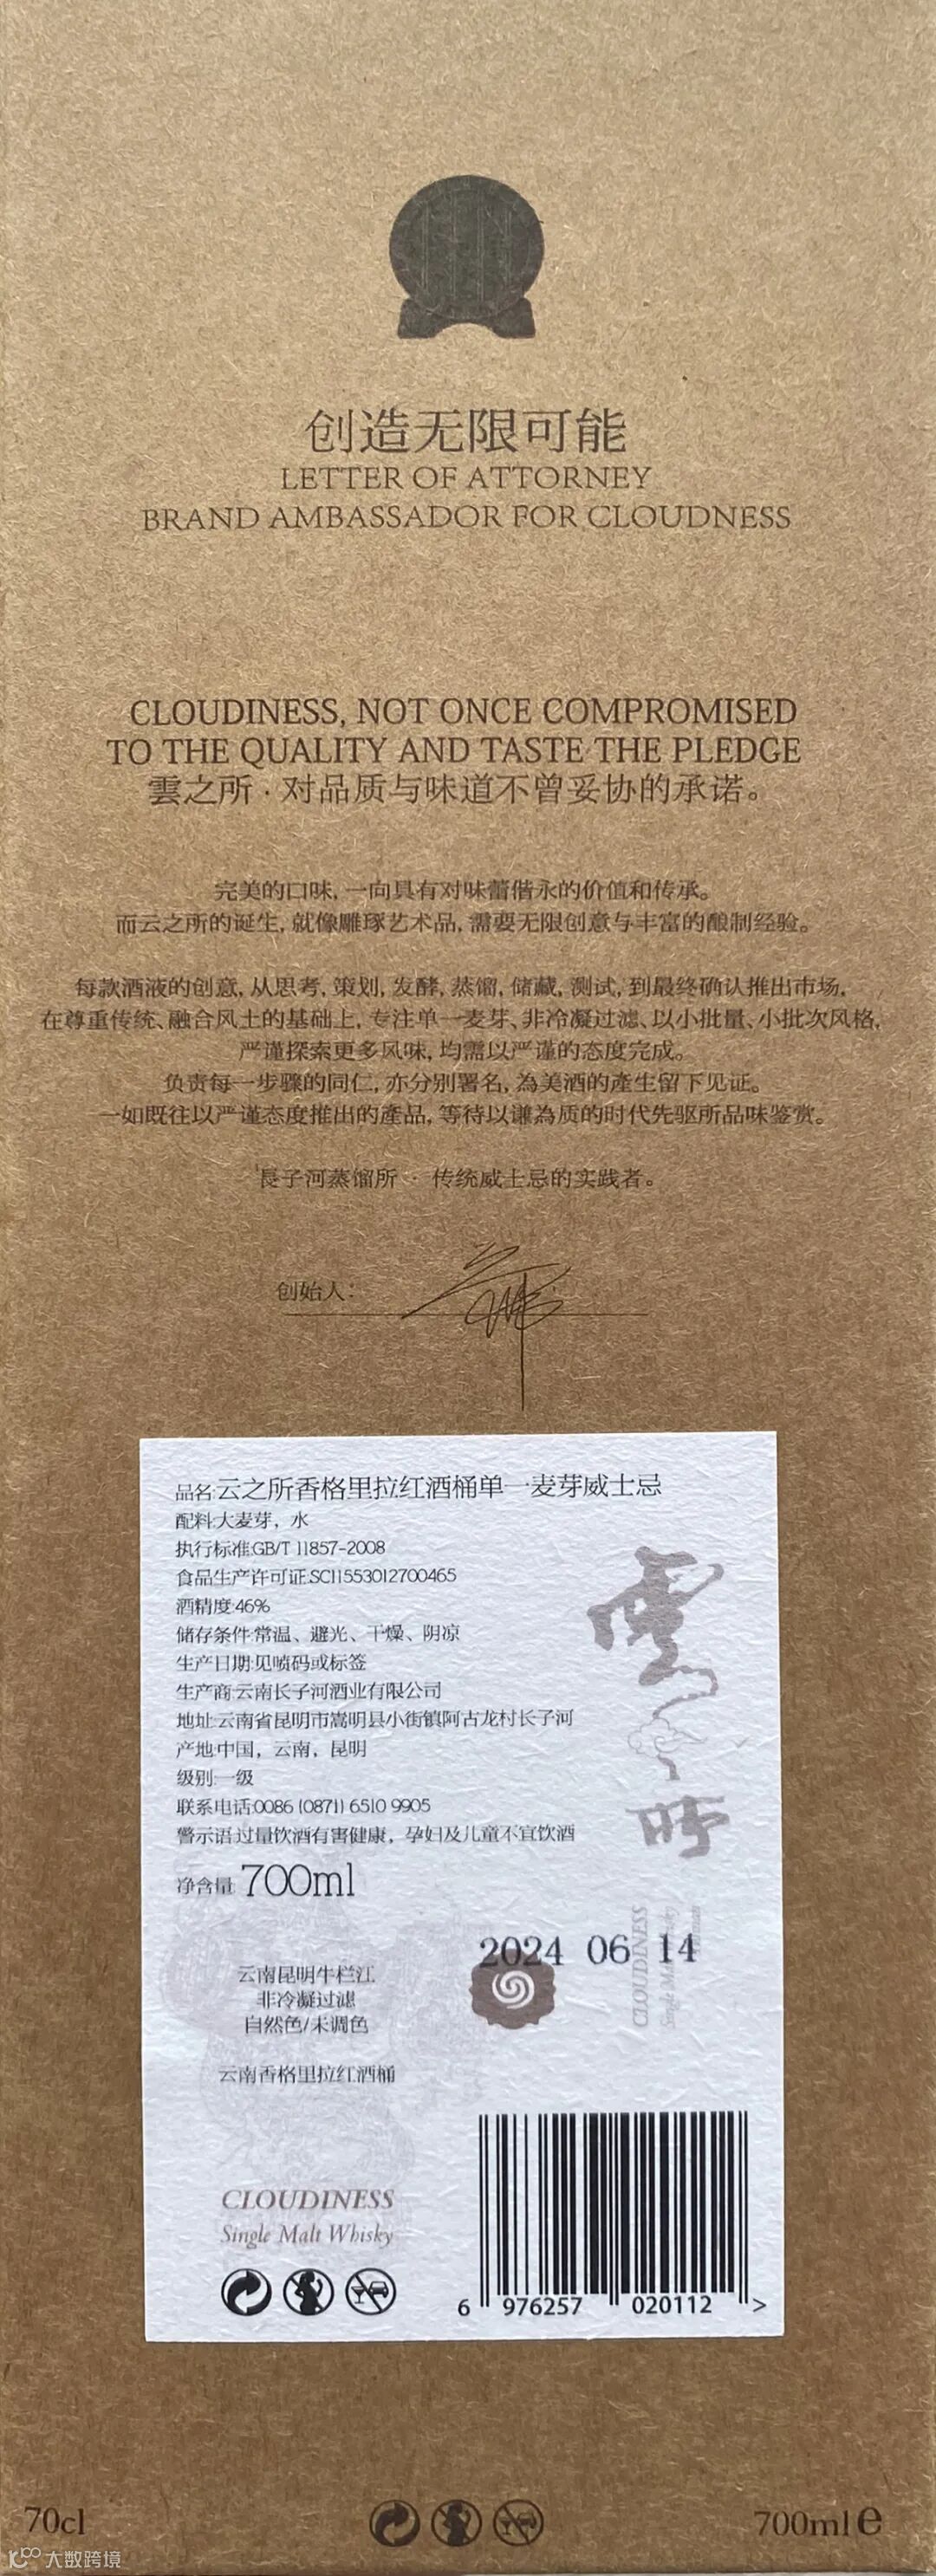 创造无限可能
LETTER OF ATTORNEY
BRAND AMBASSADOR FOR CLOUDNESS
CLOUDINESS, NOT ONCE COMPROMISED
TO THE QUALITY AND TASTE THE PLEDGE
雲之所·对品质与味道不曾妥协的承诺。
完美的口味,一向具有对味蕾偕永的价值和传承。
而云之所的诞生,就像雕琢艺术品,需要无限创意与丰富的酿制经验。
每款酒液的创意,从思考,策划,发酵,蒸馏,储藏,测试,到最终确认推出市场,
在尊重传统、融合风土的基础上,专注单一麦芽、非冷凝过滤、以小批量、小批次风格,
严谨探索更多风味,均需以严谨的态度完成。
负责每一步骤的同仁,亦分别署名,為美酒的產生留下见证。
一如既往以严谨态度推出的產品,等待以谦為质的时代先驱所品味鉴赏。
長子河蒸馏所 · 传统威士忌的实践者。
创始人:
品名:云之所香格里拉红酒桶单一麦芽威士忌
配料:大麦芽，水
执行标准:GB/T 11857-2008
食品生产许可证:SC11553012700465
酒精度:46%
储存条件:常温、避光、干燥、阴凉
生产日期:见喷码或标签
生产商:云南长子河酒业有限公司
地址:云南省昆明市嵩明县小街镇阿古龙村长子河
产地:中国，云南，昆明
级别:一级
联系电话:0086 (0871) 6510 9905
警示语:过量饮酒有害健康，孕妇及儿童不宜饮酒
净含量:700ml
雲之所
CLOUDINESS
Single Malt Whisky
2024 06 14
云南昆明牛栏江
非冷凝过滤
自然色/未调色
云南香格里拉红酒桶
CLOUDINESS
Single Malt Whisky
6 976257 020112 >
70cl
700ml e
大数跨境